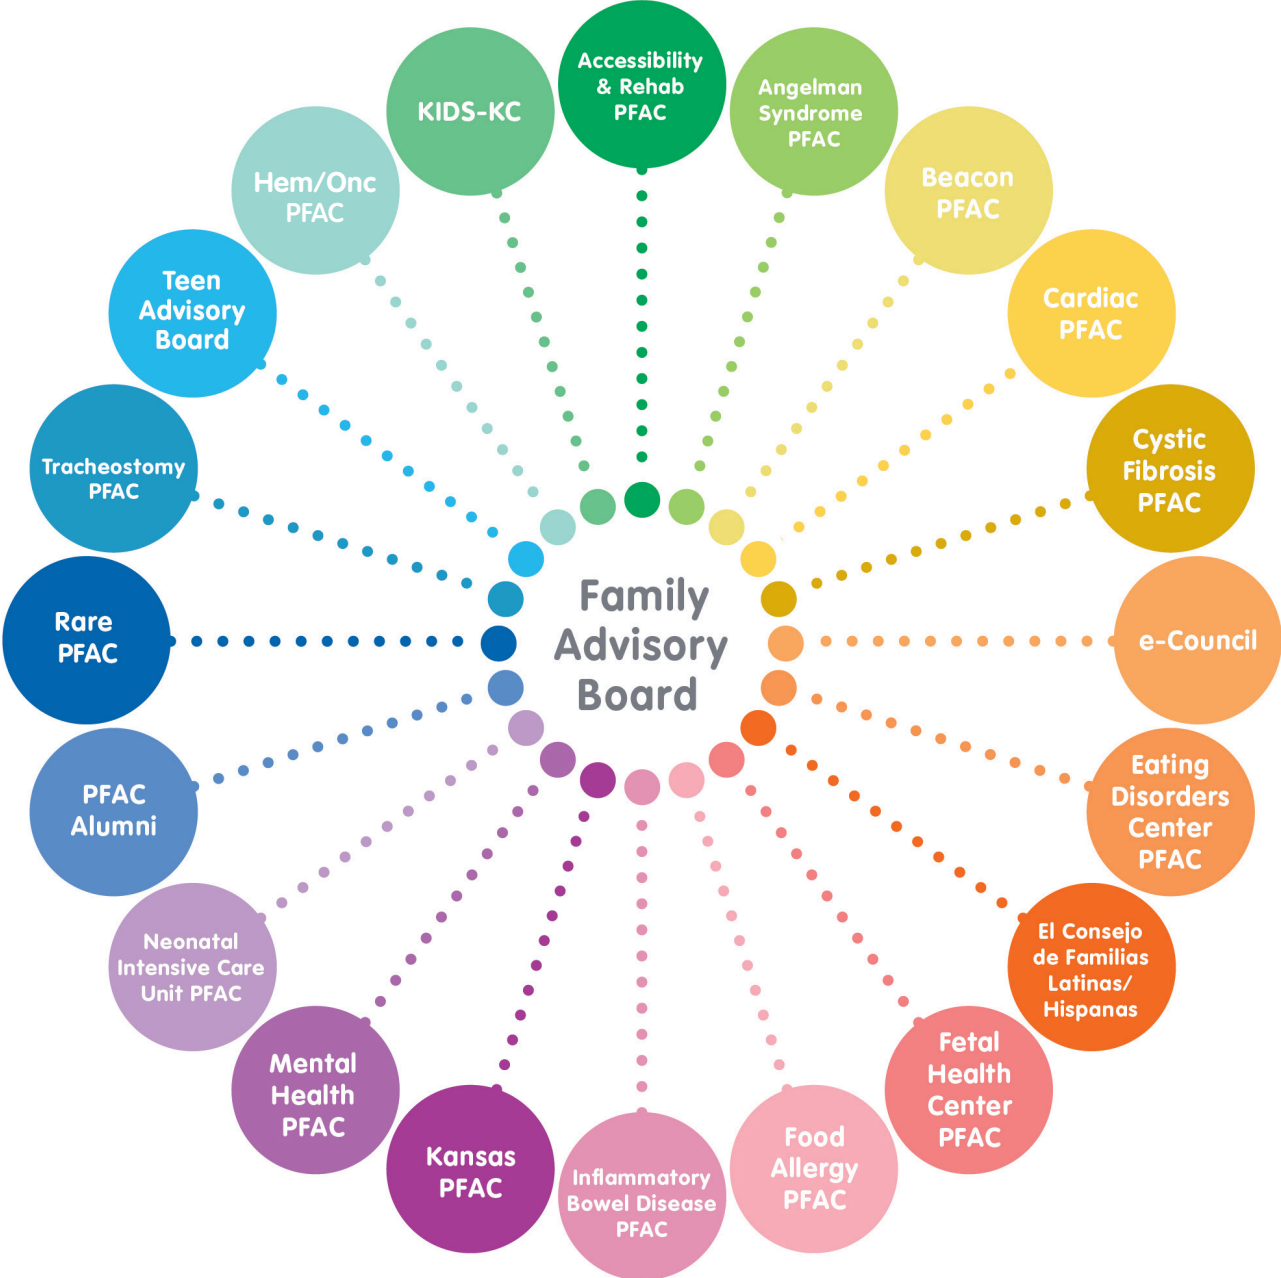 Accessibility
& Rehab
PFAC
Angelman
Syndrome
PFAC
Beacon
PFAC
Cardiac
PFAC
Cystic
Fibrosis
PFAC
e-Council
Eating
Disorders
Center
PFAC
El Consejo
de Familias
Latinas/
Hispanas
Fetal
Health
Center
PFAC
Food
Allergy
PFAC
Inflammatory
Bowel Disease
PFAC
Kansas
PFAC
Mental
Health
PFAC
Neonatal
Intensive Care
Unit PFAC
PFAC
Alumni
Rare
PFAC
Tracheostomy
PFAC
Teen
Advisory
Board
Hem/Onc
PFAC
KIDS-KC
Family
Advisory
Board